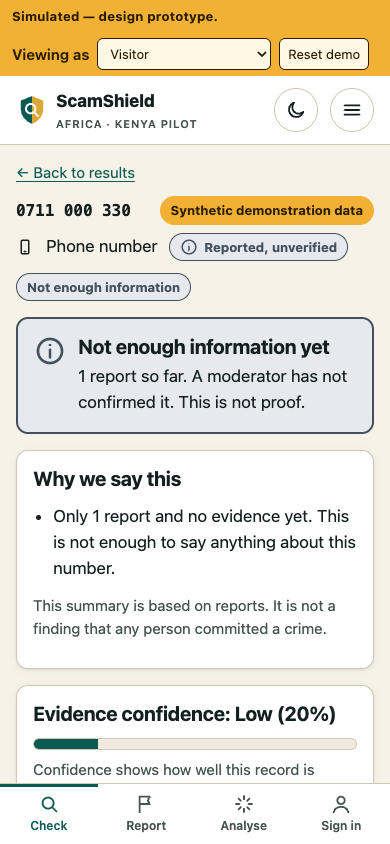 Simulated — design prototype.
Viewing as Visitor Reset demo
ScamShield
AFRICA · KENYA PILOT
← Back to results
0711 000 330 Synthetic demonstration data
Phone number Reported, unverified
Not enough information
Not enough information yet
1 report so far. A moderator has not
confirmed it. This is not proof.
Why we say this
• Only 1 report and no evidence yet. This
is not enough to say anything about this
number.
This summary is based on reports. It is not a
finding that any person committed a crime.
Evidence confidence: Low (20%)
Confidence shows how well this record is
Check Report Analyse Sign in